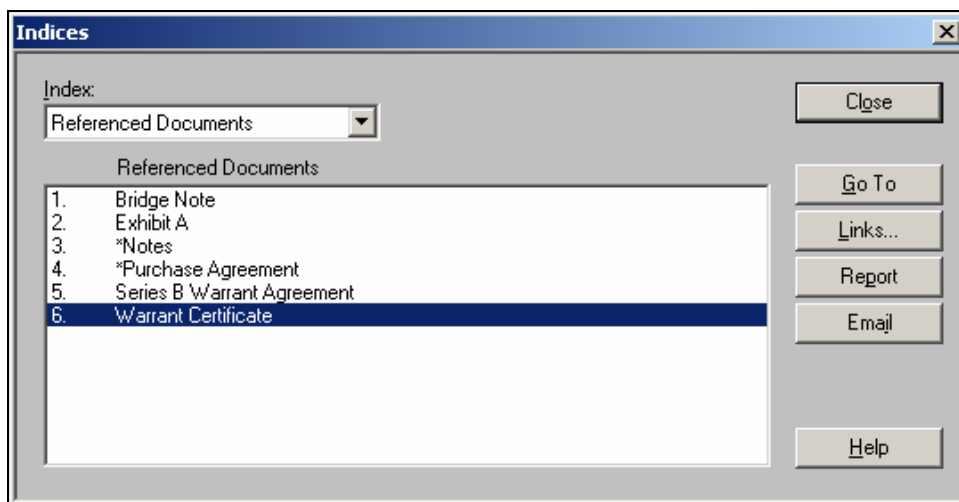 Indices
Index:
Referenced Documents
Close
Referenced Documents
1. Bridge Note
2. Exhibit A
3. *Notes
4. *Purchase Agreement
5. Series B Warrant Agreement
6. Warrant Certificate
Go To
Links...
Report
Email
Help